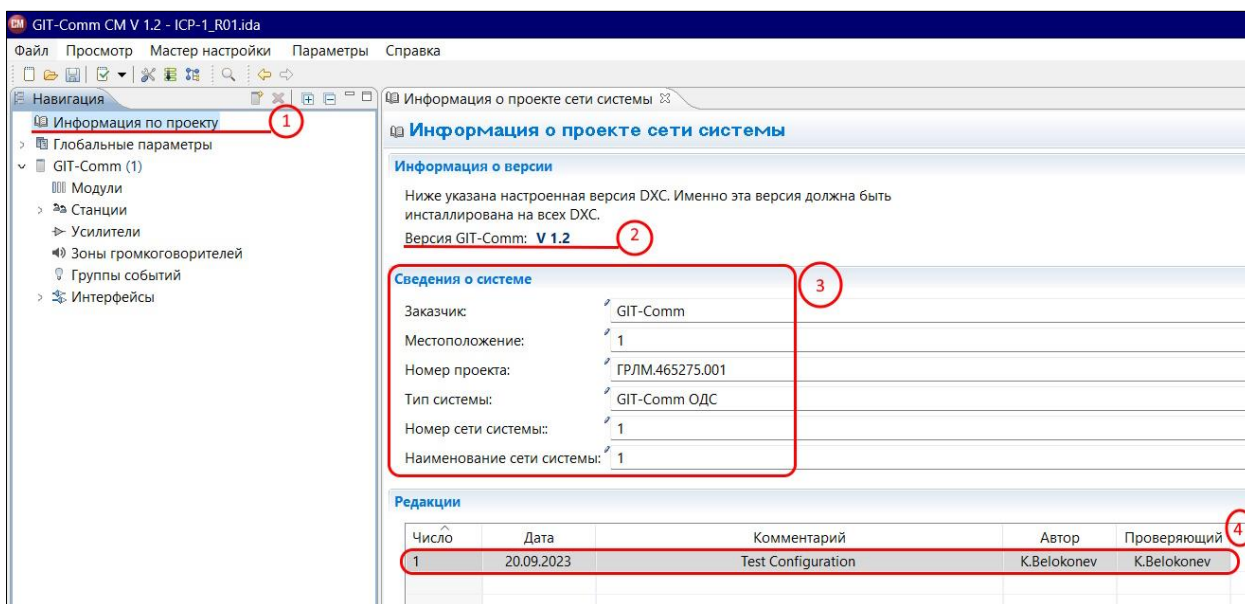 GIT-Comm CM V 1.2 - ICP-1_R01.ida
Файл Просмотр Мастер настройки Параметры Справка
Навигация
Информация по проекту
1
Глобальные параметры
GIT-Comm (1)
Модули
Станции
Усилители
Зоны громкоговорителей
Группы событий
Интерфейсы
Информация о проекте сети системы
Информация о проекте сети системы
Информация о версии
Ниже указана настроенная версия DXC. Именно эта версия должна быть
инсталлирована на всех DXC.
Версия GIT-Comm: V 1.2
2
Сведения о системе
3
Заказчик: GIT-Comm
Местоположение: 1
Номер проекта: ГРЛМ.465275.001
Тип системы: GIT-Comm ОДС
Номер сети системы:: 1
Наименование сети системы: 1
Редакции
4
Число Дата Комментарий Автор Проверяющий
1 20.09.2023 Test Configuration K.Belokonev K.Belokonev